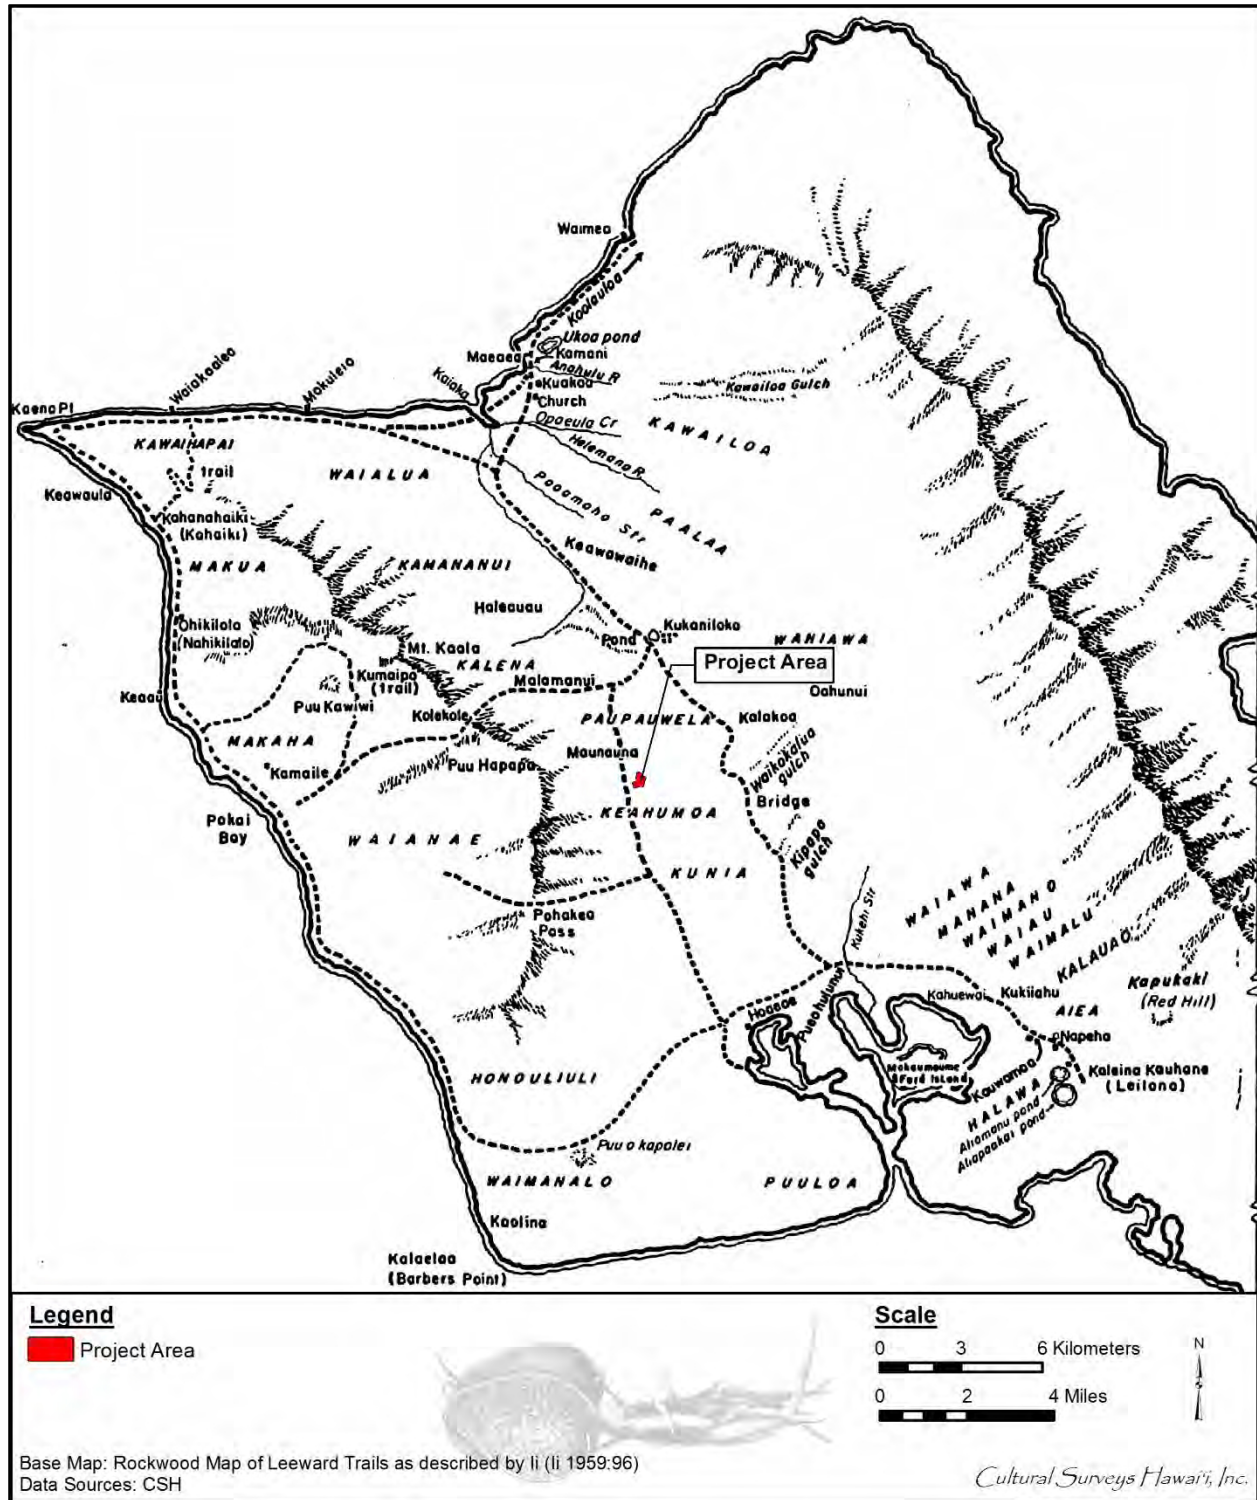 Waimea
Koolauloa
Ukoa pond
Maeaea
Kamani
Anahulu R
Kuakoa
Church
Kaiaka
Opaeula Cr
Helemano R
Poamoho Str
Kawailoa Gulch
KAWAILOA
PAALAA
Waiakaalea
Mokuleia
Kaena Pt
KAWAIHAPAI
trail
WAIALUA
Keawaula
Kahanahaiki
(Kahaiki)
MAKUA
KAMANANUI
Keawawaihe
Haleauau
Kukaniloko
Pond
WAHIAWA
Ohikilolo
(Nahikilalo)
Mt. Kaala
Kumaipo
(trail)
KALENA
Malamanui
Project Area
Oahunui
Keaau
Puu Kawiwi
Kolekole
PAUPAUWELA
Kalakoa
MAKAHA
Kamaile
Puu Hapapa
Maunauna
Waikakalua
gulch
Bridge
Pokai
Bay
WAIANAE
KEAHUMOA
Kipapa
gulch
KUNIA
Pohakea
Pass
WAIAWA
MANANA
WAIMANO
WAIAU
WAIMALU
KALAUAO
Kukehi Str
Kapukaki
(Red Hill)
Hoaeae
Kahuewai
Kukiiahu
AIEA
Napeha
HONOULIULI
Kauwamoa
HALAWA
Kaleina Kauhane
(Leilono)
Aliamanu pond
Aliapaakai pond
Puu o kapolei
WAIMANALO
PUULOA
Kaolina
Kalaeloa
(Barbers Point)
Legend
Project Area
Scale
0 3 6 Kilometers
0 2 4 Miles
N
Base Map: Rockwood Map of Leeward Trails as described by Ii (Ii 1959:96)
Data Sources: CSH
Cultural Surveys Hawai‘i, Inc.